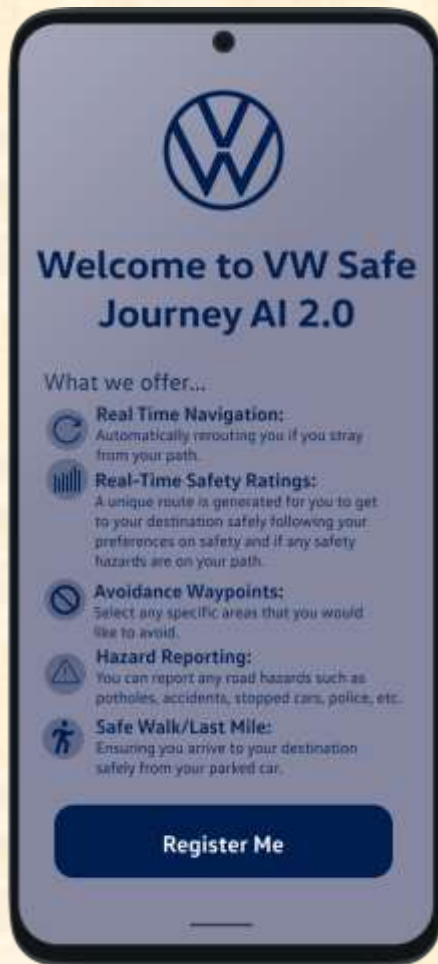 Welcome to VW Safe
Journey AI 2.0
What we offer...
Real Time Navigation:
Automatically rerouting you if you stray
from your path.
Real-Time Safety Ratings:
A unique route is generated for you to get
to your destination safely following your
preferences on safety and if any safety
hazards are on your path.
Avoidance Waypoints:
Select any specific areas that you would
like to avoid.
Hazard Reporting:
You can report any road hazards such as
potholes, accidents, stopped cars, police, etc.
Safe Walk/Last Mile:
Ensuring you arrive to your destination
safely from your parked car.
Register Me